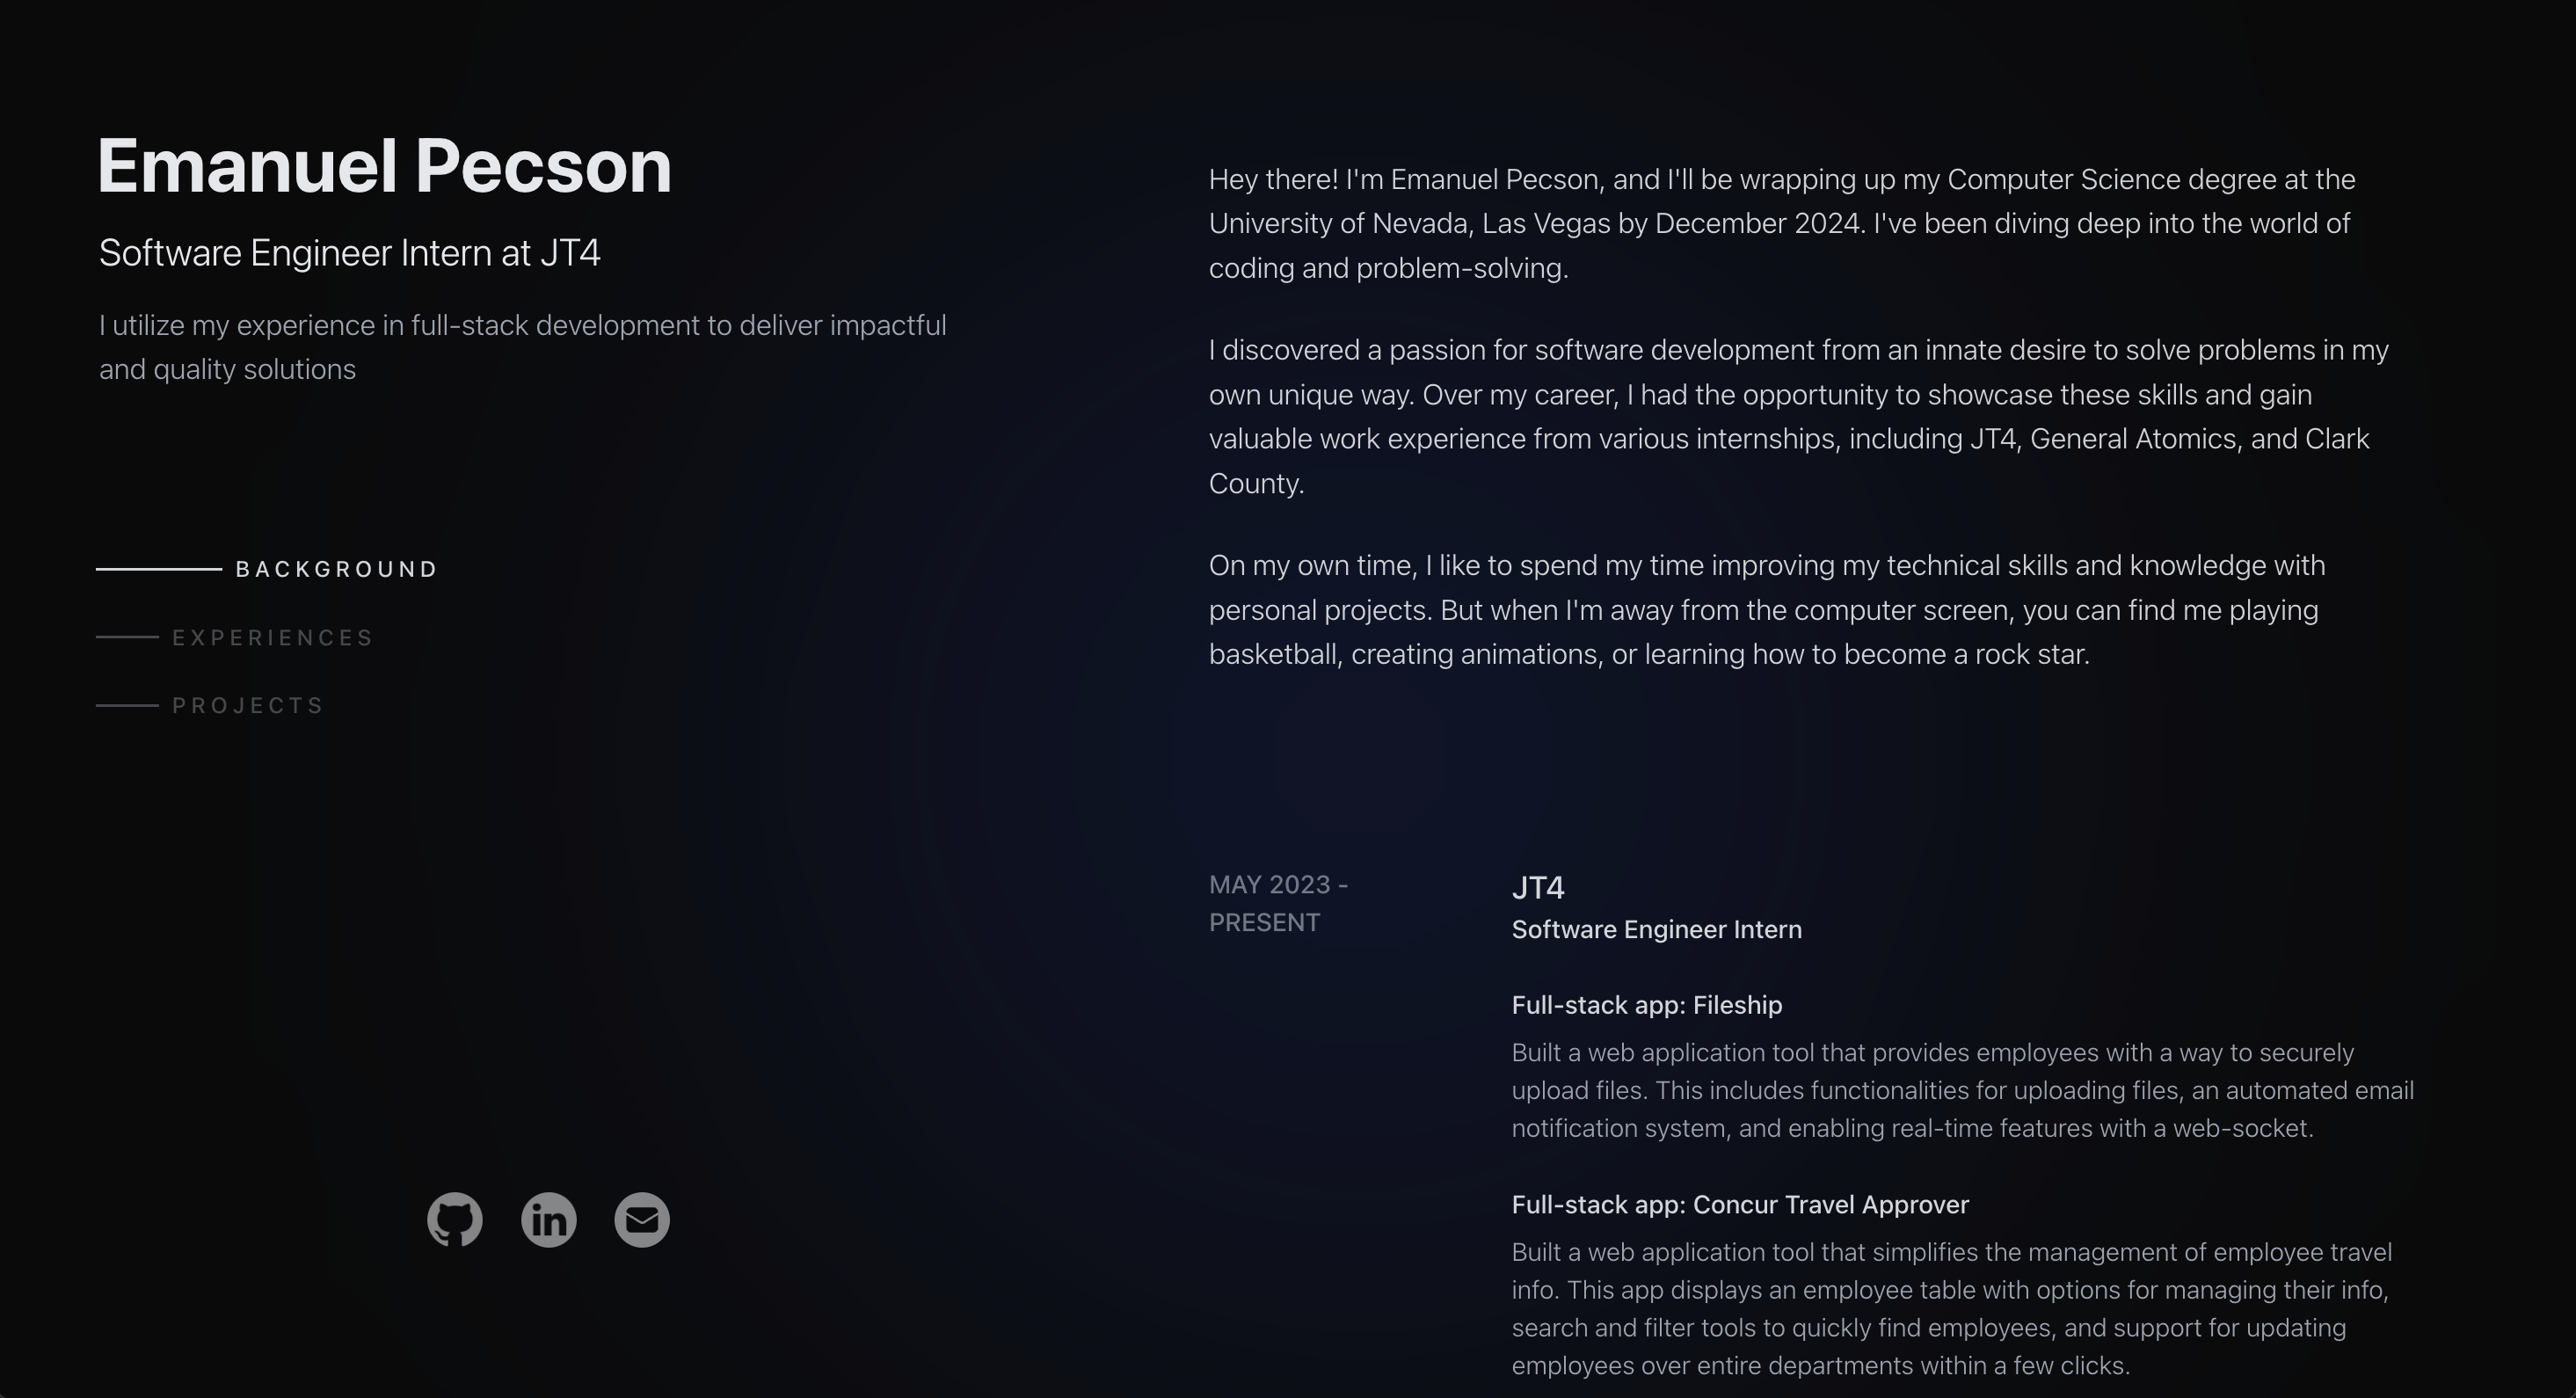 Emanuel Pecson
Software Engineer Intern at JT4
I utilize my experience in full-stack development to deliver impactful
and quality solutions
BACKGROUND
EXPERIENCES
PROJECTS
in
Hey there! I'm Emanuel Pecson, and I'll be wrapping up my Computer Science degree at the
University of Nevada, Las Vegas by December 2024. I've been diving deep into the world of
coding and problem-solving.
I discovered a passion for software development from an innate desire to solve problems in my
own unique way. Over my career, I had the opportunity to showcase these skills and gain
valuable work experience from various internships, including JT4, General Atomics, and Clark
County.
On my own time, I like to spend my time improving my technical skills and knowledge with
personal projects. But when I'm away from the computer screen, you can find me playing
basketball, creating animations, or learning how to become a rock star.
MAY 2023 -
PRESENT
JT4
Software Engineer Intern
Full-stack app: Fileship
Built a web application tool that provides employees with a way to securely
upload files. This includes functionalities for uploading files, an automated email
notification system, and enabling real-time features with a web-socket.
Full-stack app: Concur Travel Approver
Built a web application tool that simplifies the management of employee travel
info. This app displays an employee table with options for managing their info,
search and filter tools to quickly find employees, and support for updating
employees over entire departments within a few clicks.